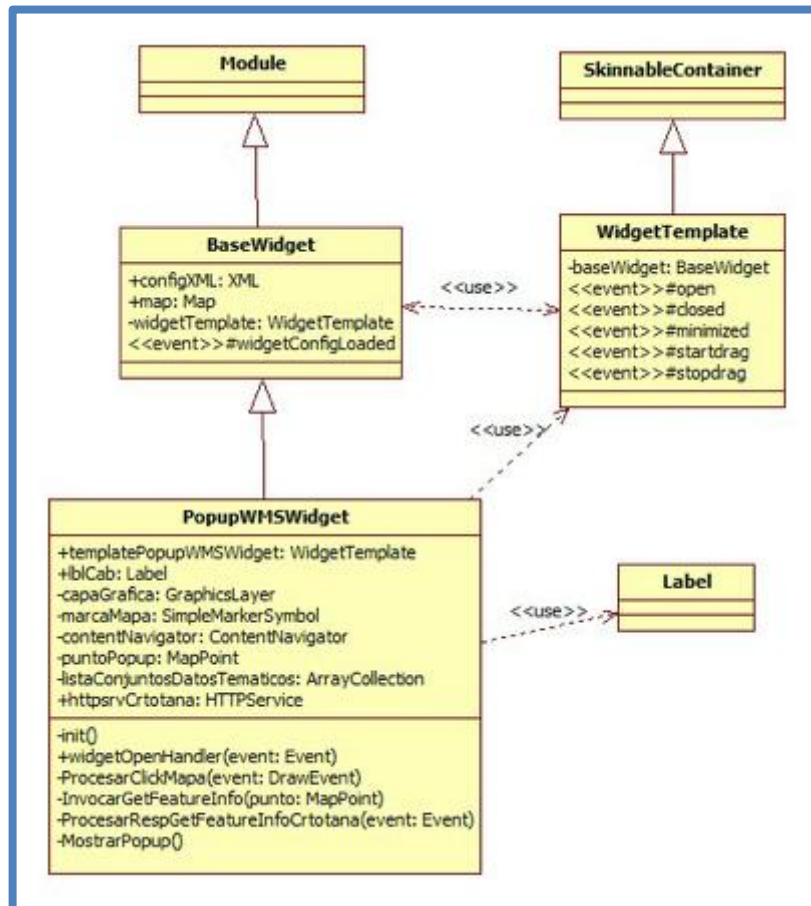 Module
SkinnableContainer
BaseWidget
+configXML: XML
+map: Map
-widgetTemplate: WidgetTemplate
<<event>>#widgetConfigLoaded
<<use>>
WidgetTemplate
-baseWidget: BaseWidget
<<event>>#open
<<event>>#closed
<<event>>#minimized
<<event>>#startdrag
<<event>>#stopdrag
<<use>>
PopupWMSWidget
+templatePopupWMSWidget: WidgetTemplate
+lblCab: Label
-capaGrafica: GraphicsLayer
-marcaMapa: SimpleMarkerSymbol
-contentNavigator: ContentNavigator
-puntoPopup: MapPoint
-listaConjuntosDatosTematicos: ArrayCollection
+httpsrvCrtotana: HTTPService
-init()
+widgetOpenHandler(event: Event)
-ProcesarClickMapa(event: DrawEvent)
-InvocarGetFeatureInfo(punto: MapPoint)
-ProcesarRespGetFeatureInfoCrtotana(event: Event)
-MostrarPopup()
<<use>>
Label